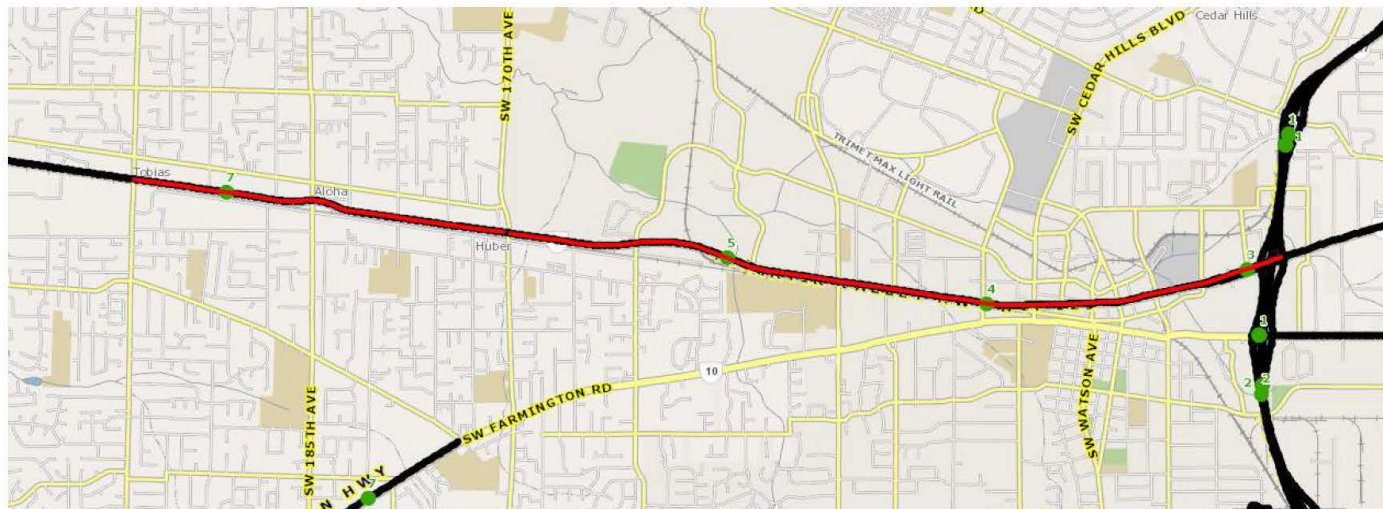 Cedar Hills
SW 170TH AVE
SW CEDAR HILLS BLVD
1
1
TRIMET MAX LIGHT RAIL
Tobias
7
Aloha
Huber
5
3
4
1
10
SW WATSON AVE
2
2
SW FARMINGTON RD
SW 185TH AVE
N HWY